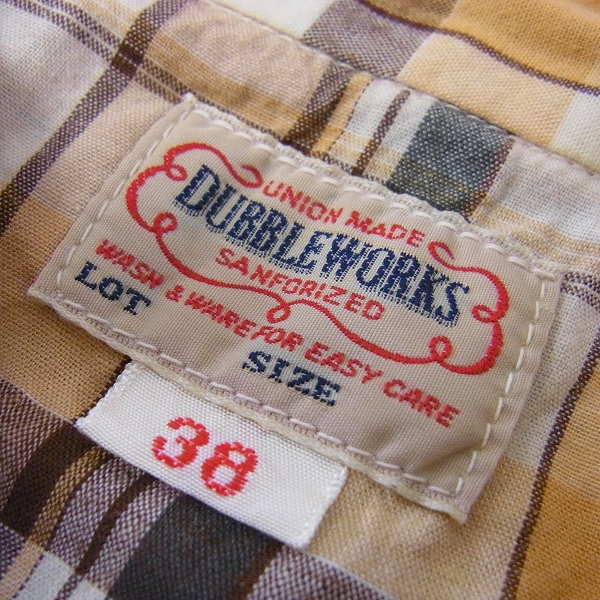 UNION MADE
DUBBLEWORKS
SANFORIZED
WASH & WARE FOR EASY CARE
LOT SIZE
38